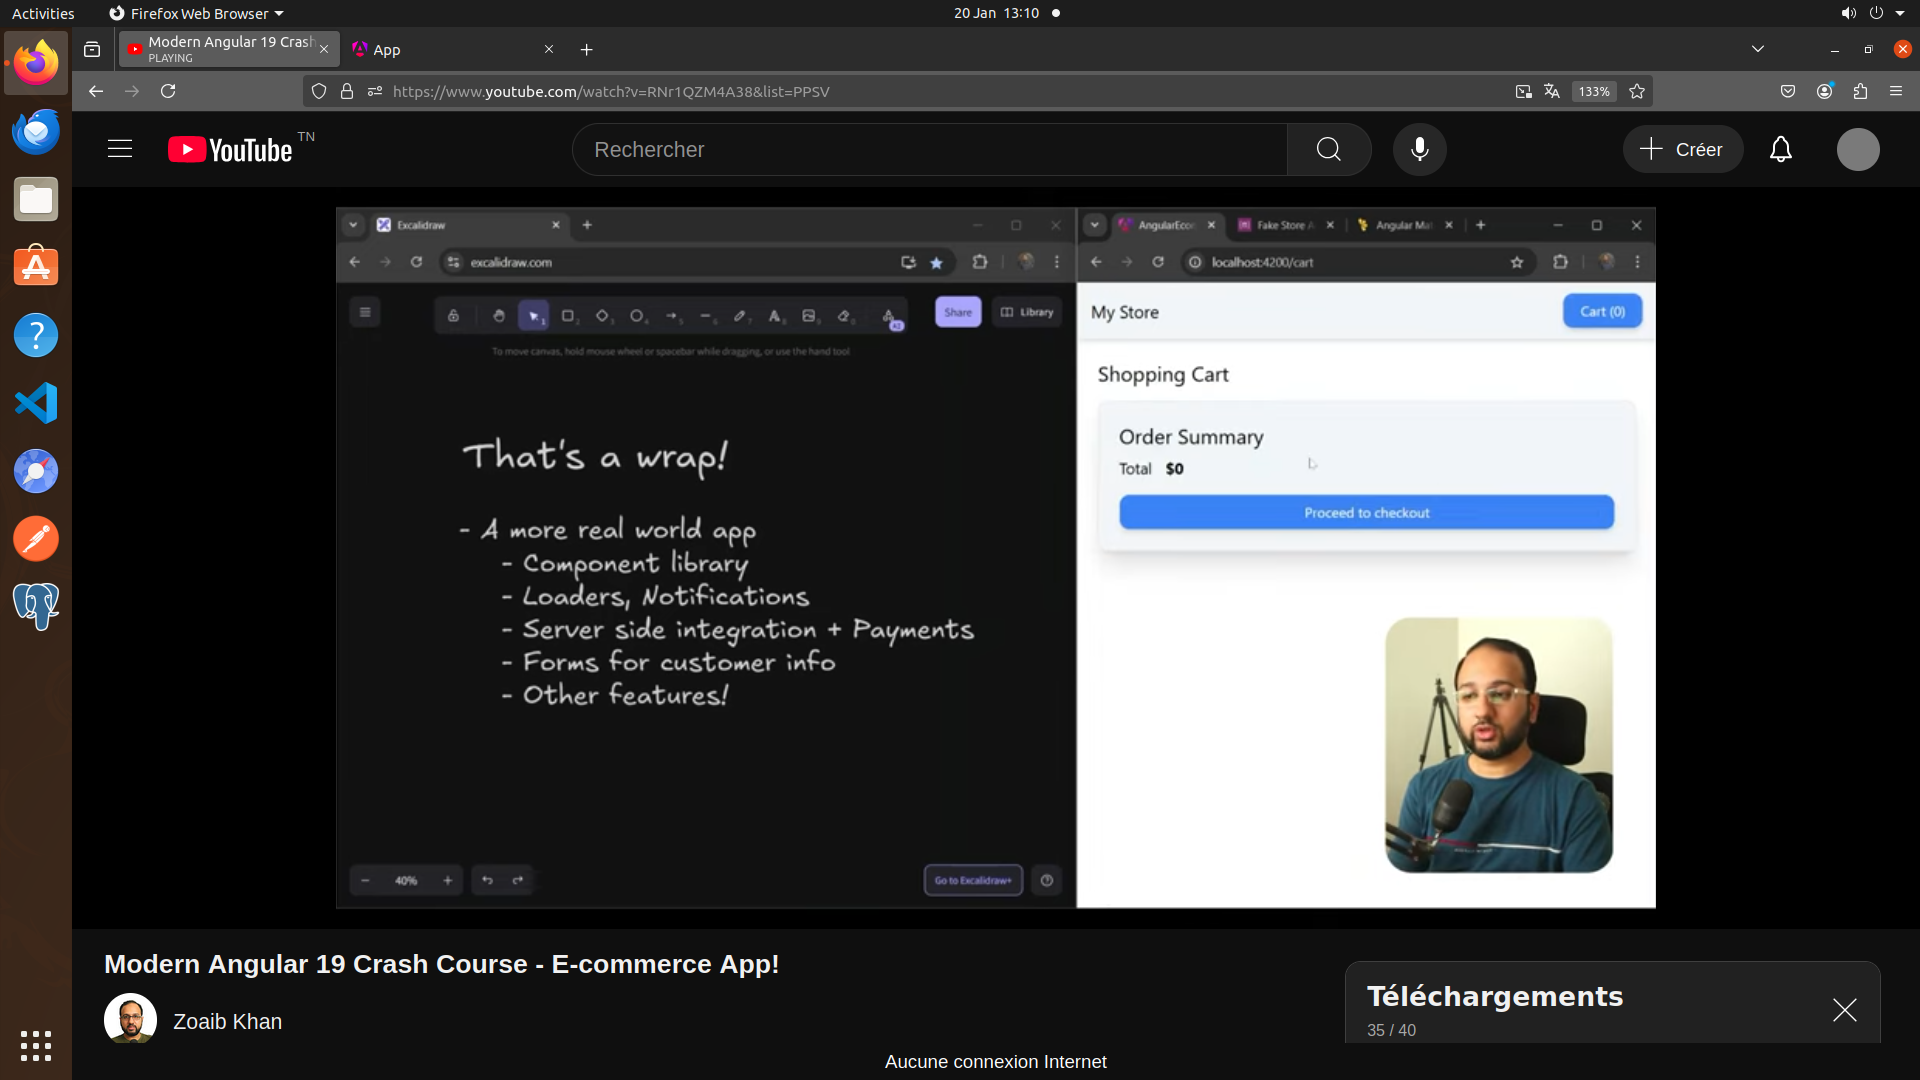 Activities
Firefox Web Browser
20 Jan 13:10
Modern Angular 19 Crash
PLAYING
App
https://www.youtube.com/watch?v=RNr1QZM4A38&list=PPSV
133%
YouTube TN
Rechercher
Créer
Excalidraw
excalidraw.com
Share
Library
To move canvas, hold mouse wheel or spacebar while dragging, or use the hand tool
That's a wrap!
- A more real world app
- Component library
- Loaders, Notifications
- Server side integration + Payments
- Forms for customer info
- Other features!
40%
Go to Excalidraw+
AngularEcon
Fake Store A
Angular Mat
localhost:4200/cart
My Store
Cart (0)
Shopping Cart
Order Summary
Total $0
Proceed to checkout
Modern Angular 19 Crash Course - E-commerce App!
Zoaib Khan
Téléchargements
35 / 40
Aucune connexion Internet